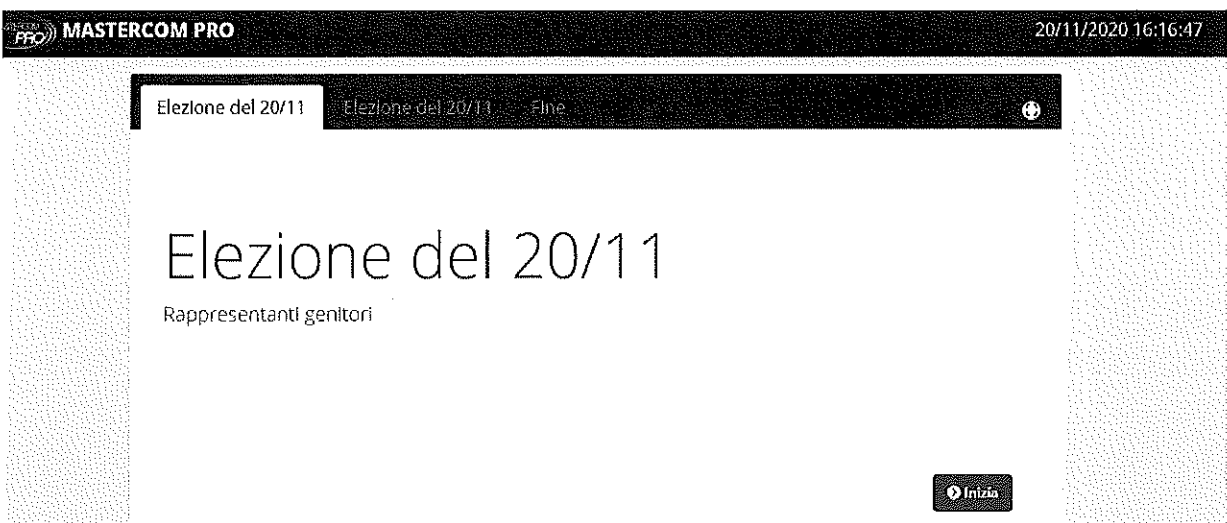 PRO MASTERCOM PRO 20/11/2020 16:16:47
Elezione del 20/11 Elezione del 20/11 Fine
Elezione del 20/11
Rappresentanti genitori
Inizia